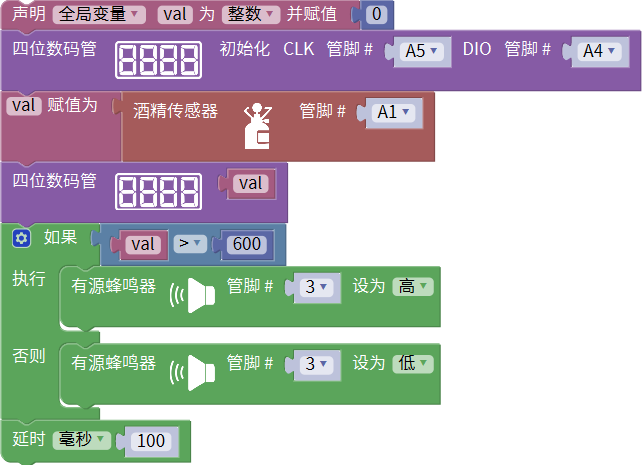 声明 全局变量 val 为 整数 并赋值 0
四位数码管 初始化 CLK 管脚 # A5 DIO 管脚 # A4
val 赋值为 酒精传感器 管脚 # A1
四位数码管 val
如果 val > 600
执行 有源蜂鸣器 管脚 # 3 设为 高
否则 有源蜂鸣器 管脚 # 3 设为 低
延时 毫秒 100